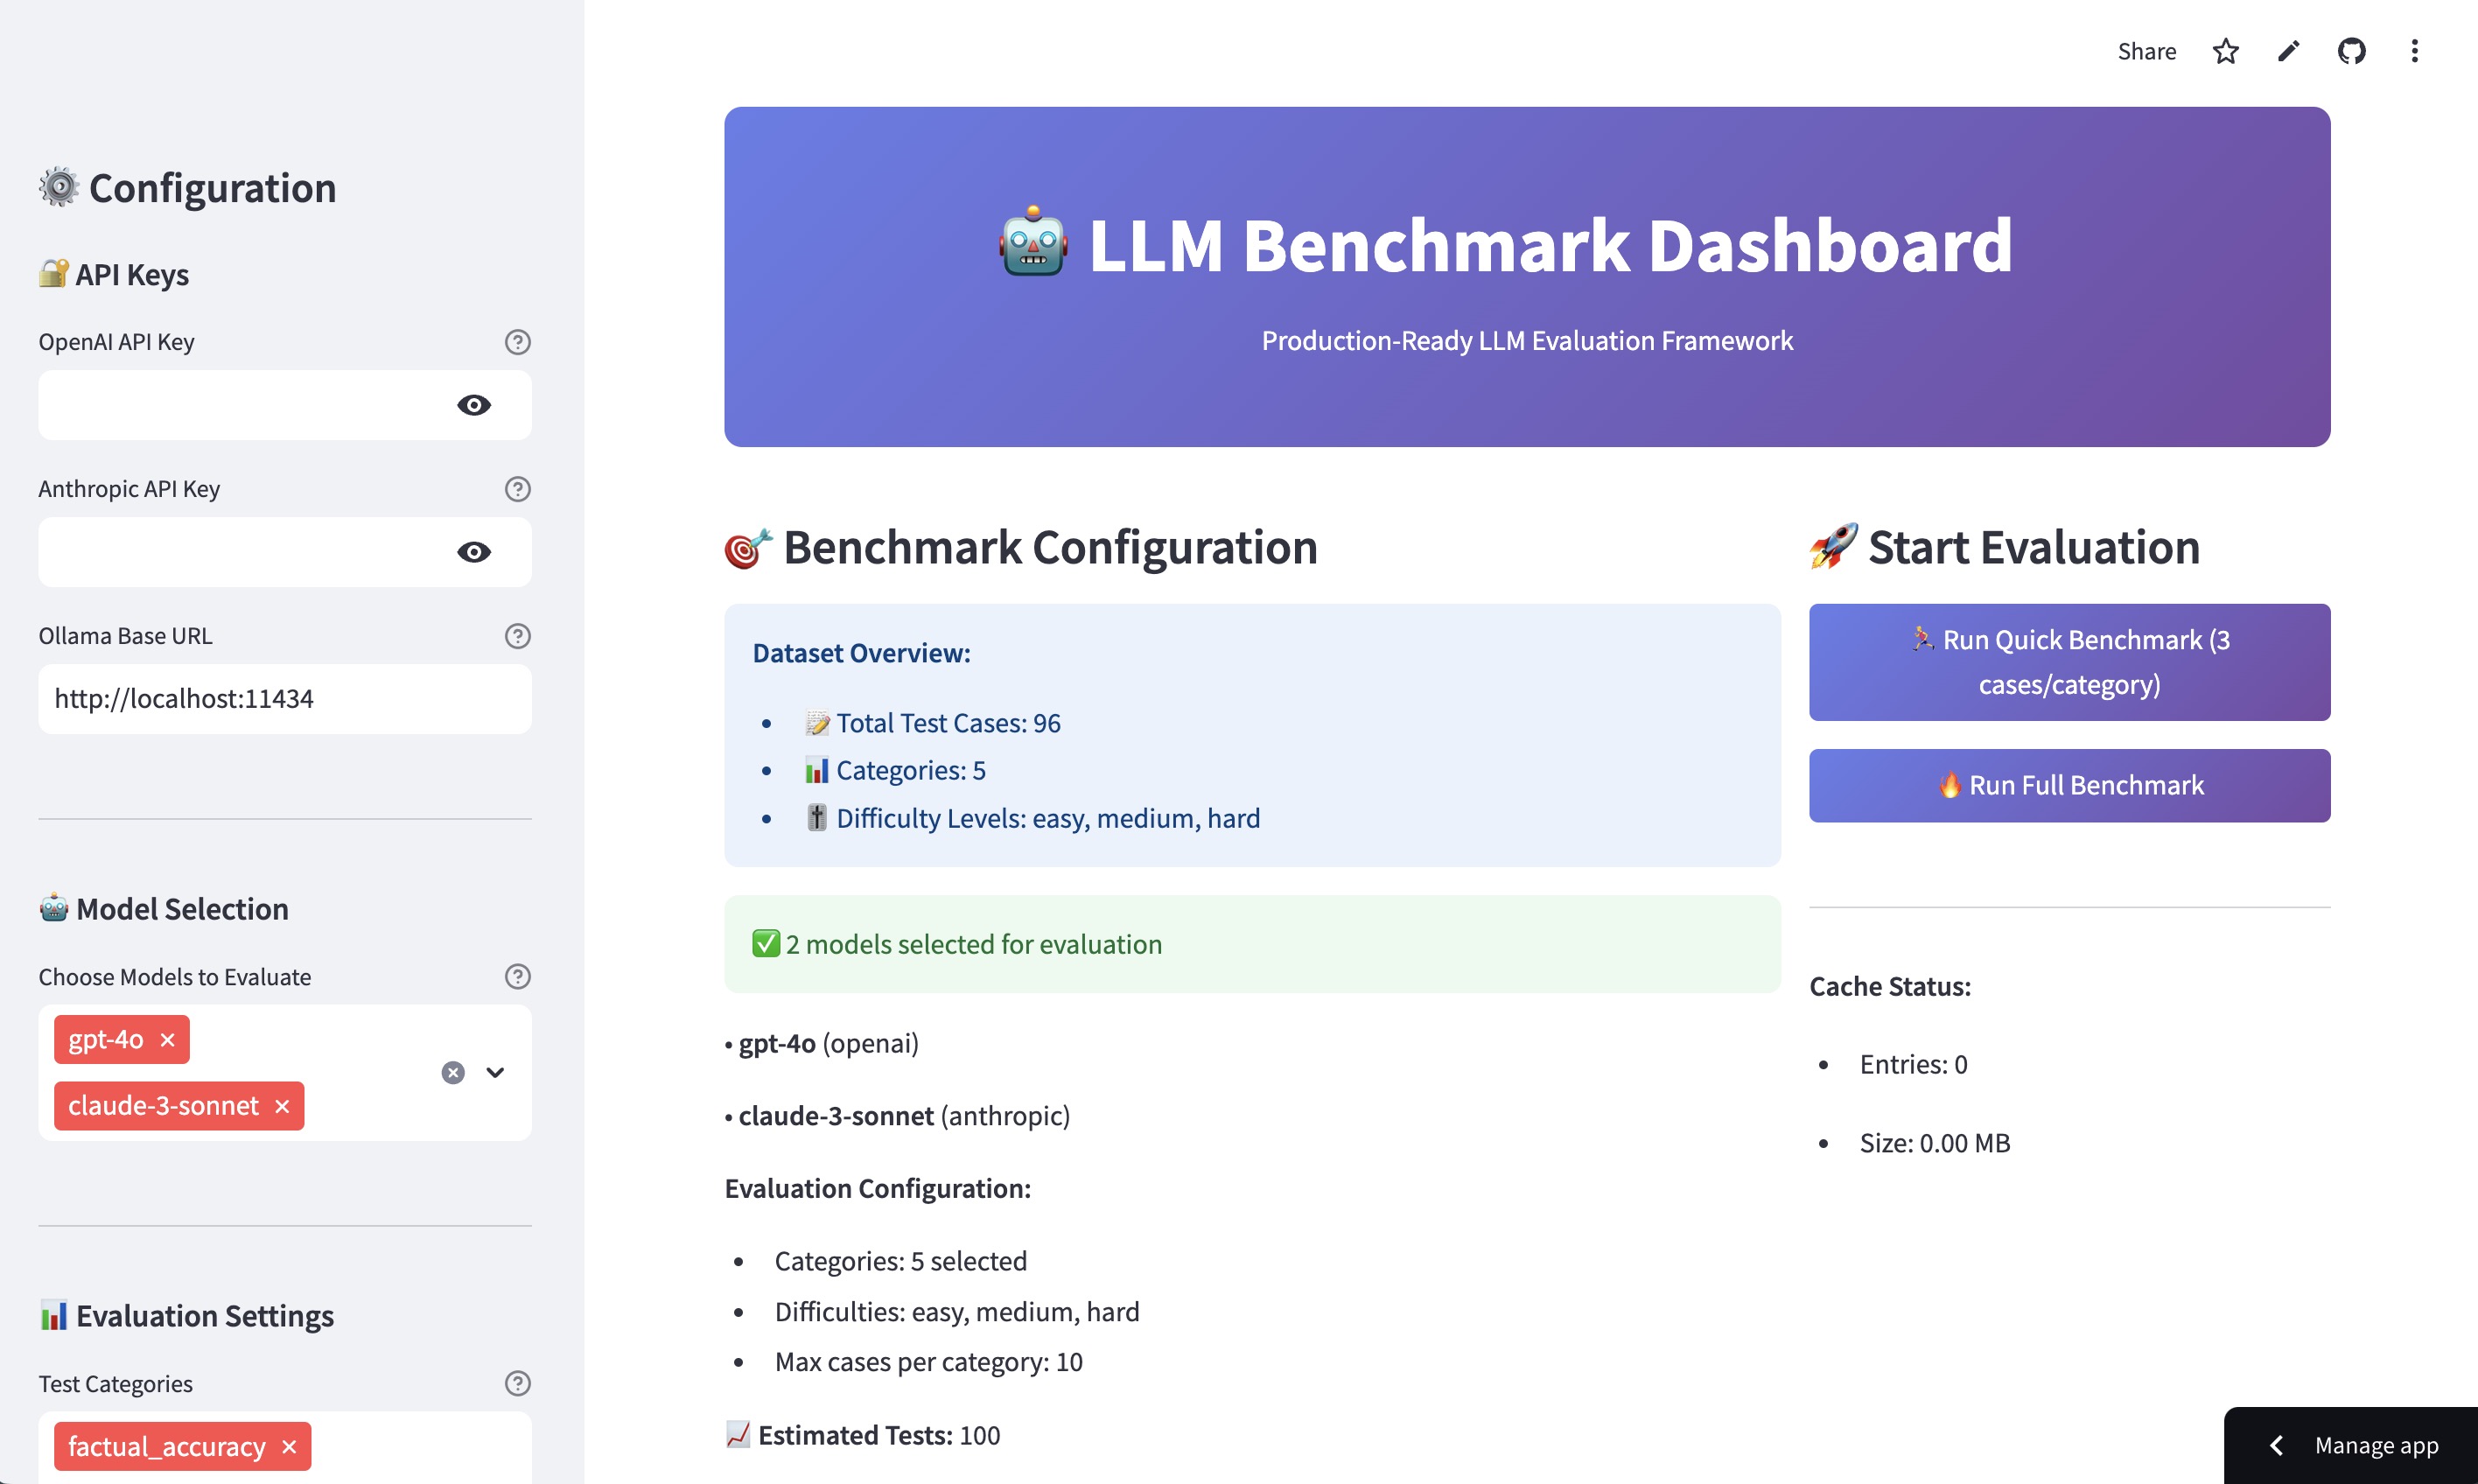 Share
⚙️ Configuration
🔐 API Keys
OpenAI API Key
Anthropic API Key
Ollama Base URL
http://localhost:11434
🤖 Model Selection
Choose Models to Evaluate
gpt-4o ×
claude-3-sonnet ×
📊 Evaluation Settings
Test Categories
factual_accuracy ×
🤖 LLM Benchmark Dashboard
Production-Ready LLM Evaluation Framework
🎯 Benchmark Configuration
Dataset Overview:
• 📝 Total Test Cases: 96
• 📊 Categories: 5
• 🎚️ Difficulty Levels: easy, medium, hard
✅ 2 models selected for evaluation
• gpt-4o (openai)
• claude-3-sonnet (anthropic)
Evaluation Configuration:
• Categories: 5 selected
• Difficulties: easy, medium, hard
• Max cases per category: 10
📈 Estimated Tests: 100
🚀 Start Evaluation
🏃 Run Quick Benchmark (3
cases/category)
🔥 Run Full Benchmark
Cache Status:
• Entries: 0
• Size: 0.00 MB
Manage app